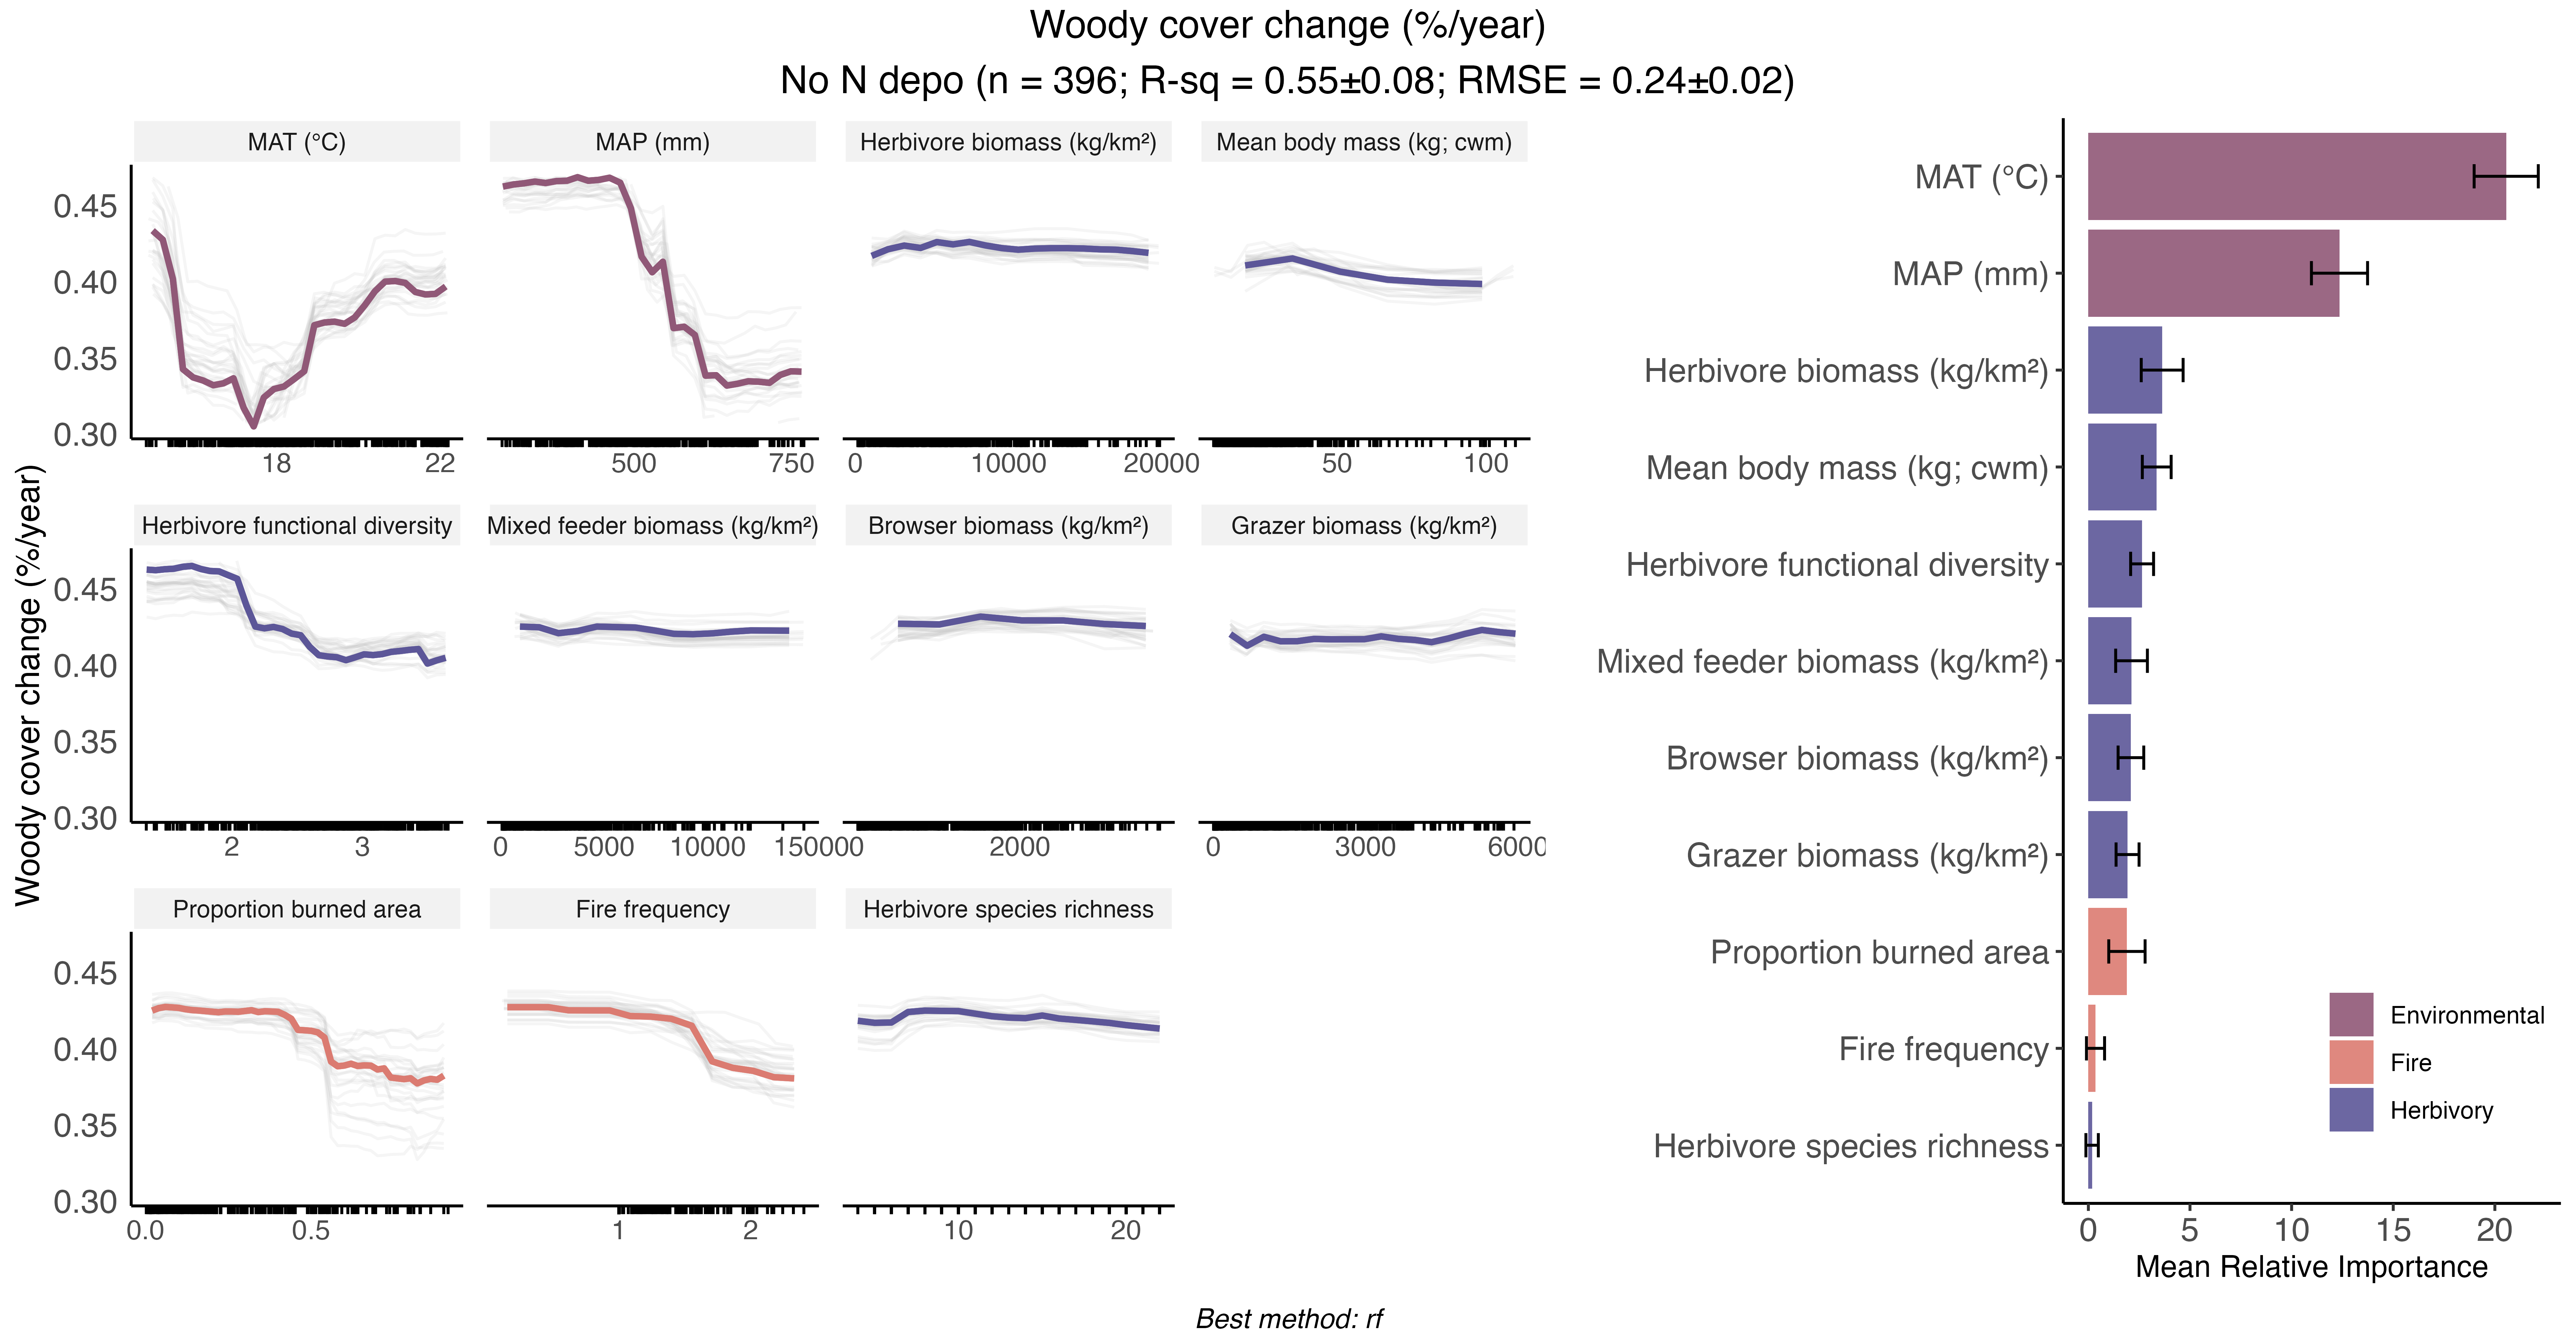 Woody cover change (%/year)
No N depo (n = 396; R-sq = 0.55±0.08; RMSE = 0.24±0.02)
Woody cover change (%/year)
MAT (°C)
MAP (mm)
Herbivore biomass (kg/km²)
Mean body mass (kg; cwm)
0.45
0.40
0.35
0.30
18 22
500 750
0 10000 20000
50 100
Herbivore functional diversity
Mixed feeder biomass (kg/km²)
Browser biomass (kg/km²)
Grazer biomass (kg/km²)
0.45
0.40
0.35
0.30
2 3
0 5000 10000 15000
0 2000
0 3000 6000
Proportion burned area
Fire frequency
Herbivore species richness
0.45
0.40
0.35
0.30
0.0 0.5
1 2
10 20
MAT (°C)
MAP (mm)
Herbivore biomass (kg/km²)
Mean body mass (kg; cwm)
Herbivore functional diversity
Mixed feeder biomass (kg/km²)
Browser biomass (kg/km²)
Grazer biomass (kg/km²)
Proportion burned area
Fire frequency
Herbivore species richness
0 5 10 15 20
Mean Relative Importance
Environmental
Fire
Herbivory
Best method: rf